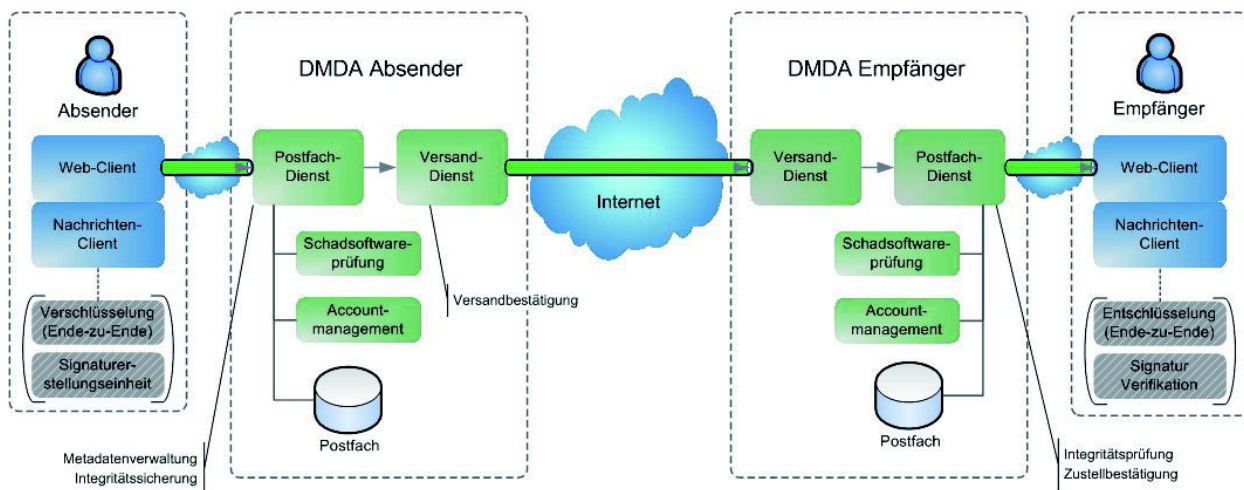 Absender
Web-Client
Nachrichten-
Client
Verschlüsselung
(Ende-zu-Ende)
Signaturer-
stellungseinheit
DMDA Absender
Postfach-
Dienst
Versand-
Dienst
Schadsoftware-
prüfung
Account-
management
Postfach
Versandbestätigung
Metadatenverwaltung
Integritätssicherung
Internet
DMDA Empfänger
Versand-
Dienst
Postfach-
Dienst
Schadsoftware-
prüfung
Account-
management
Postfach
Integritätsprüfung
Zustellbestätigung
Empfänger
Web-Client
Nachrichten-
Client
Entschlüsselung
(Ende-zu-Ende)
Signatur
Verifikation